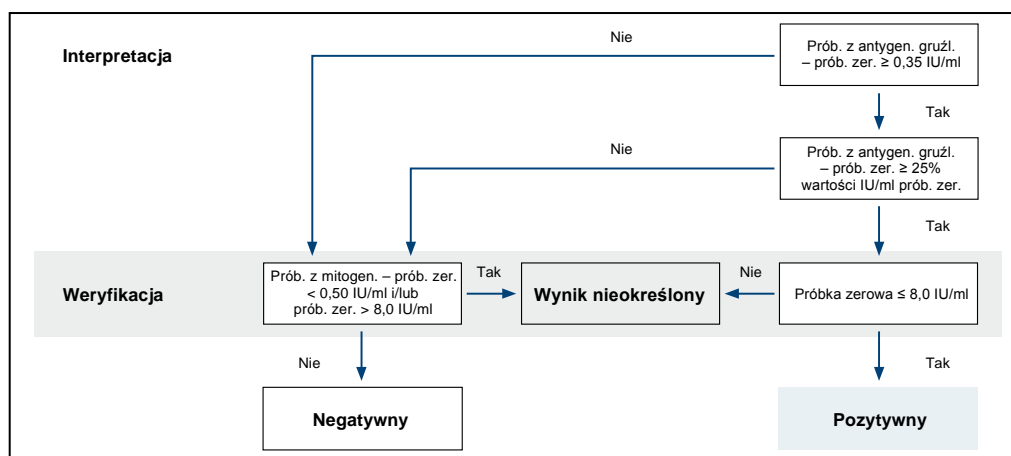 Interpretacja
Nie
Prób. z antygen. gruźl.
– prób. zer. ≥ 0,35 IU/ml
Tak
Nie
Prób. z antygen. gruźl.
– prób. zer. ≥ 25%
wartości IU/ml prób. zer.
Tak
Weryfikacja
Prób. z mitogen. – prób. zer.
< 0,50 IU/ml i/lub
prób. zer. > 8,0 IU/ml
Tak
Wynik nieokreślony
Nie
Próbka zerowa ≤ 8,0 IU/ml
Nie
Tak
Negatywny
Pozytywny